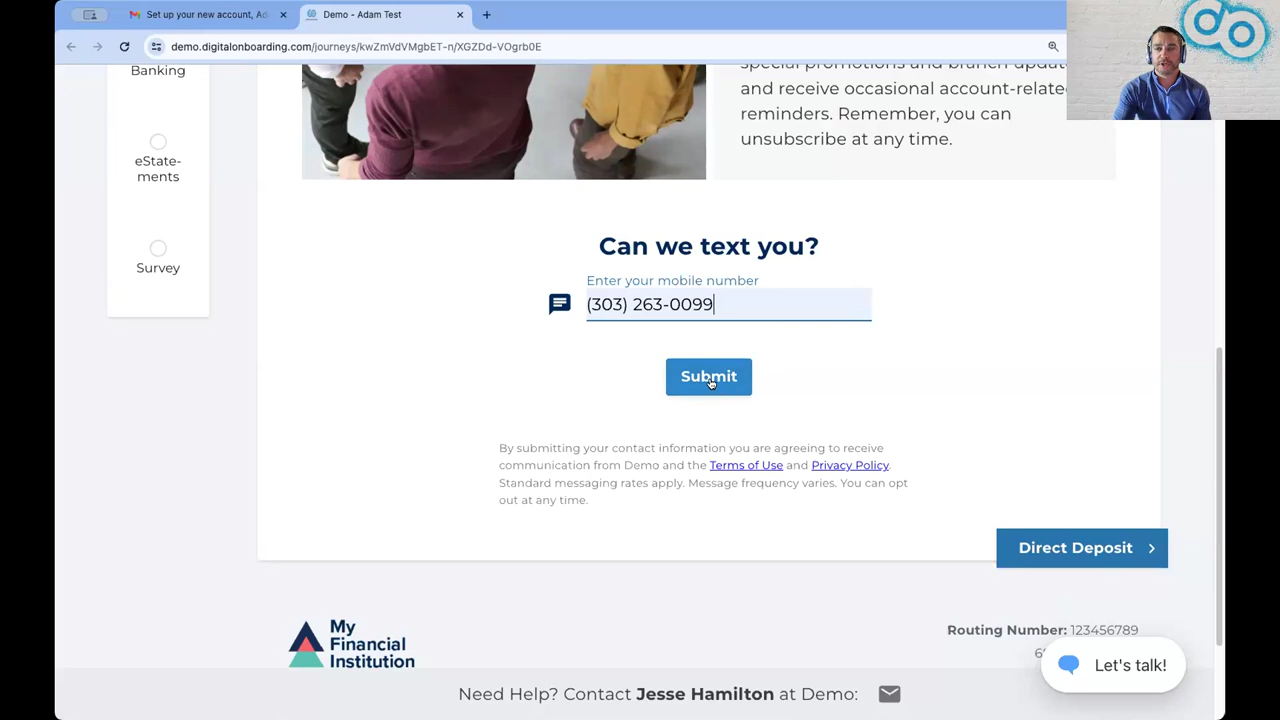 Set up your new account, Ad
Demo - Adam Test
demo.digitalonboarding.com/journeys/kwZmVdVMgbET-n/XGZDd-VOgrb0E
Banking
eState-
ments
Survey
special promotions and branch updat
and receive occasional account-relate
reminders. Remember, you can
unsubscribe at any time.
Can we text you?
Enter your mobile number
(303) 263-0099
Submit
By submitting your contact information you are agreeing to receive
communication from Demo and the Terms of Use and Privacy Policy.
Standard messaging rates apply. Message frequency varies. You can opt
out at any time.
Direct Deposit
My
Financial
Institution
Routing Number: 123456789
Let's talk!
Need Help? Contact Jesse Hamilton at Demo: